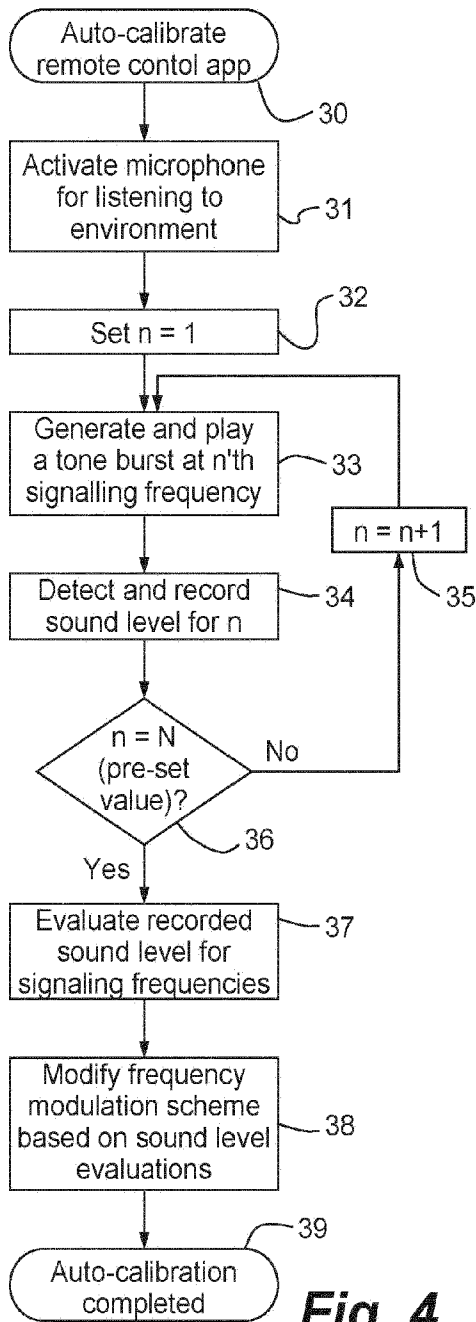 Auto-calibrate
remote contol app
30
Activate microphone
for listening to
environment
31
32
Set n = 1
Generate and play
a tone burst at n'th
signalling frequency
33
n = n+1
35
Detect and record
sound level for n
34
n = N
(pre-set
value)?
No
36
Yes
Evaluate recorded
sound level for
signaling frequencies
37
Modify frequency
modulation scheme
based on sound level
evaluations
38
39
Auto-calibration
completed
Fig. 4